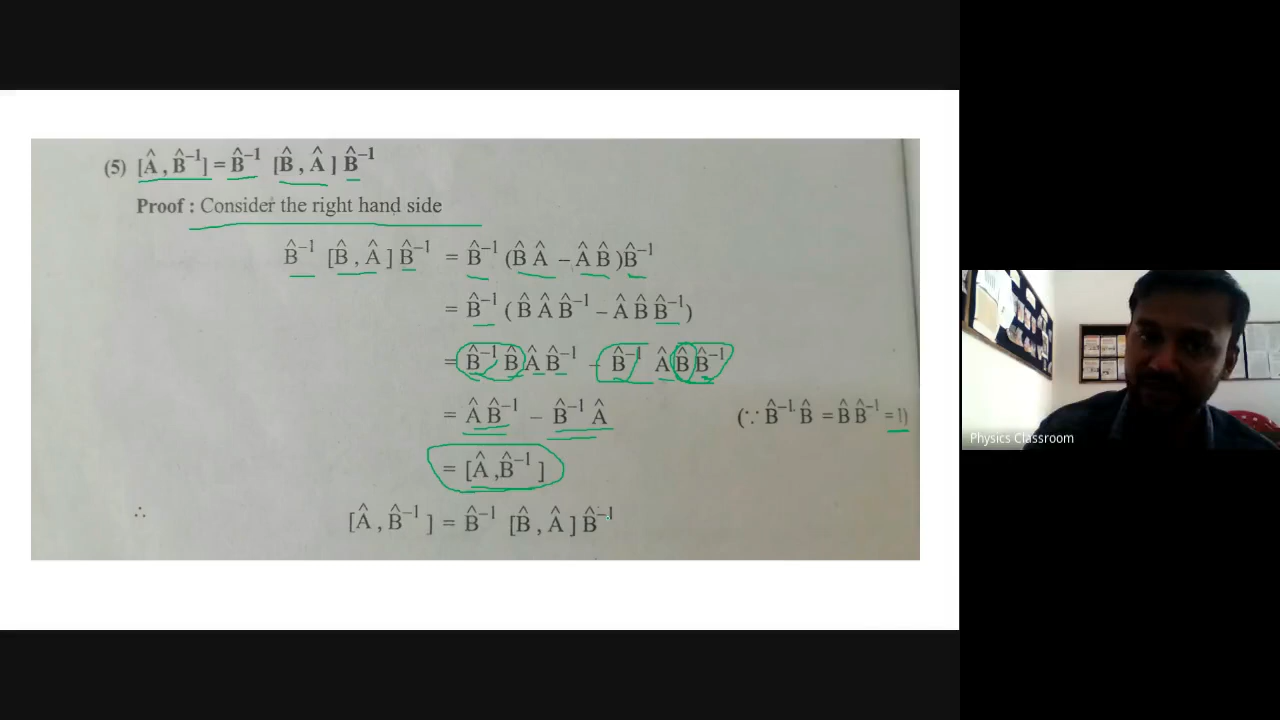 (5) [Â , B̂⁻¹] = B̂⁻¹ [B̂ , Â ] B̂⁻¹
Proof : Consider the right hand side
B̂⁻¹ [B̂ , Â ] B̂⁻¹ = B̂⁻¹ (B̂ Â – Â B̂ )B̂⁻¹
= B̂⁻¹ ( B̂ Â B̂⁻¹ – Â B̂ B̂⁻¹)
= B̂⁻¹ B̂ Â B̂⁻¹ – B̂⁻¹ Â B̂ B̂⁻¹
= Â B̂⁻¹ – B̂⁻¹ Â (∵ B̂⁻¹ B̂ = B̂ B̂⁻¹ = 1)
= [Â ,B̂⁻¹ ]
∴ [Â , B̂⁻¹ ] = B̂⁻¹ [B̂ , Â ] B̂⁻¹
Physics Classroom